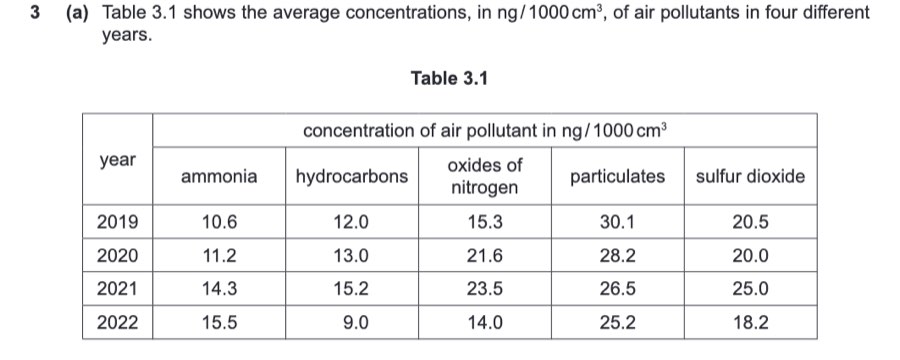 3 (a) Table 3.1 shows the average concentrations, in ng/1000 cm³, of air pollutants in four different
years.
Table 3.1
year
concentration of air pollutant in ng/1000 cm³
ammonia hydrocarbons oxides of nitrogen particulates sulfur dioxide
2019 10.6 12.0 15.3 30.1 20.5
2020 11.2 13.0 21.6 28.2 20.0
2021 14.3 15.2 23.5 26.5 25.0
2022 15.5 9.0 14.0 25.2 18.2